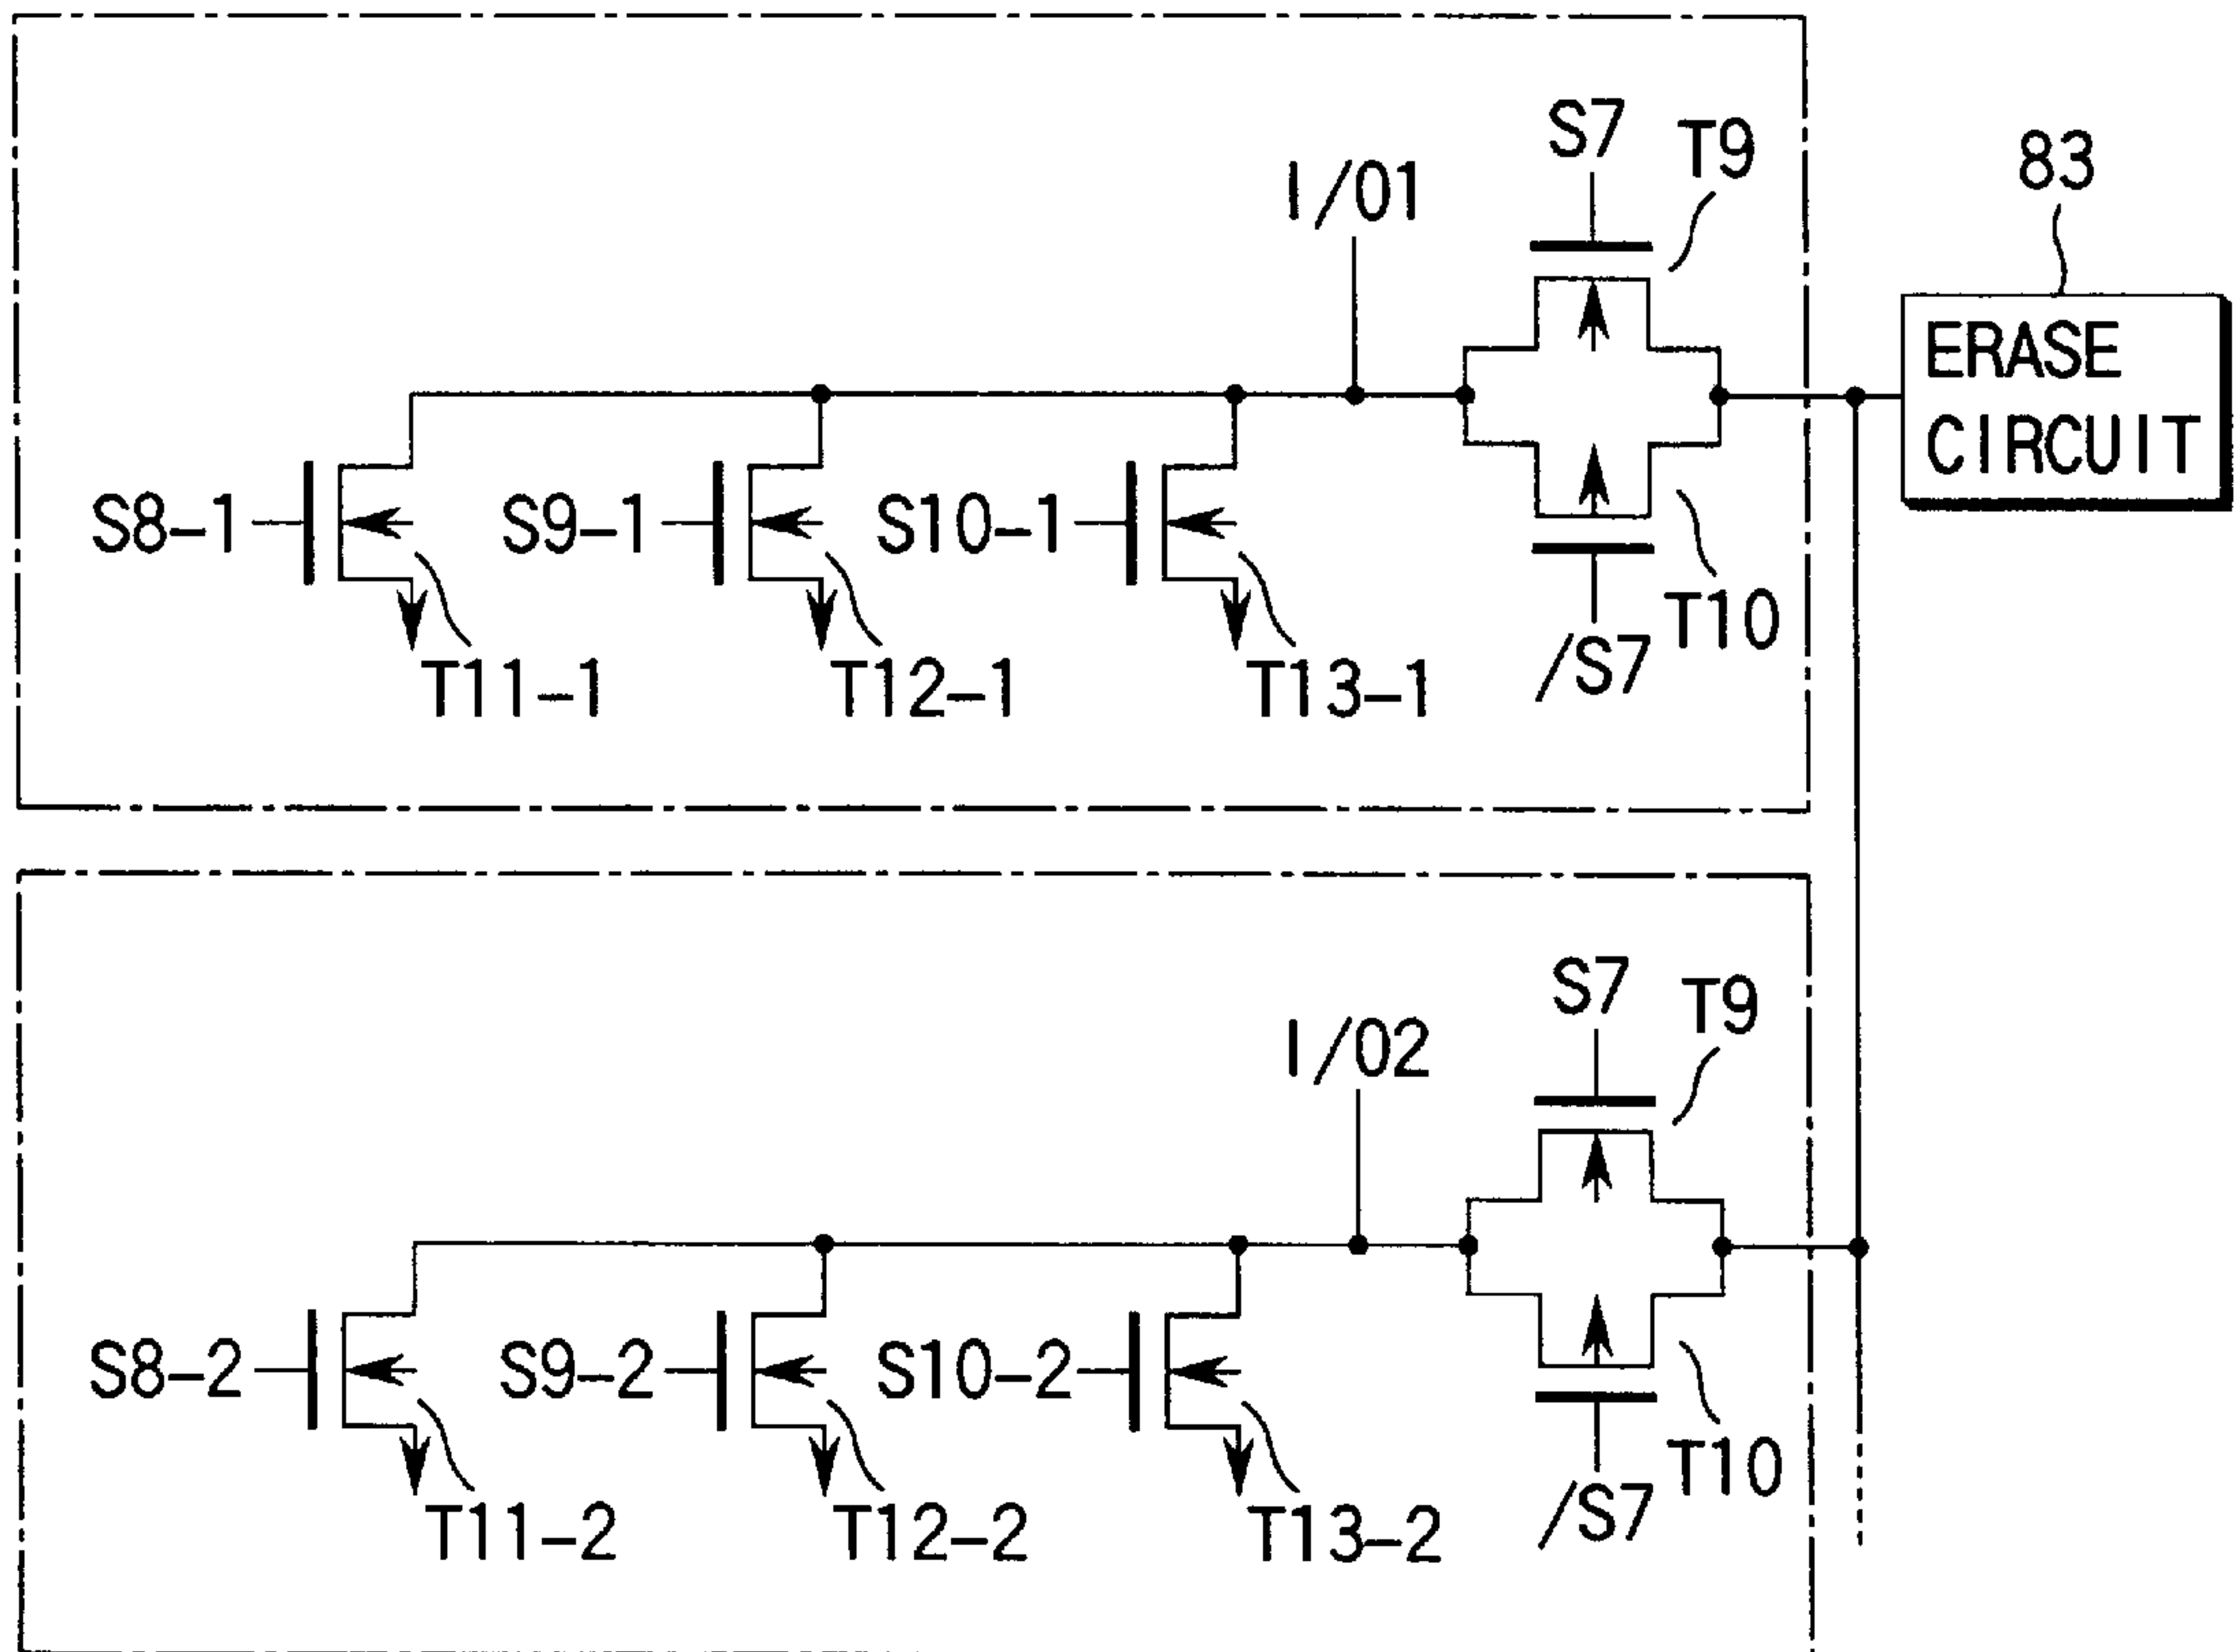 S7
T9
83
I/O1
ERASE
CIRCUIT
S8-1
S9-1
S10-1
T10
/S7
T11-1
T12-1
T13-1
S7
T9
I/O2
S8-2
S9-2
S10-2
T10
/S7
T11-2
T12-2
T13-2